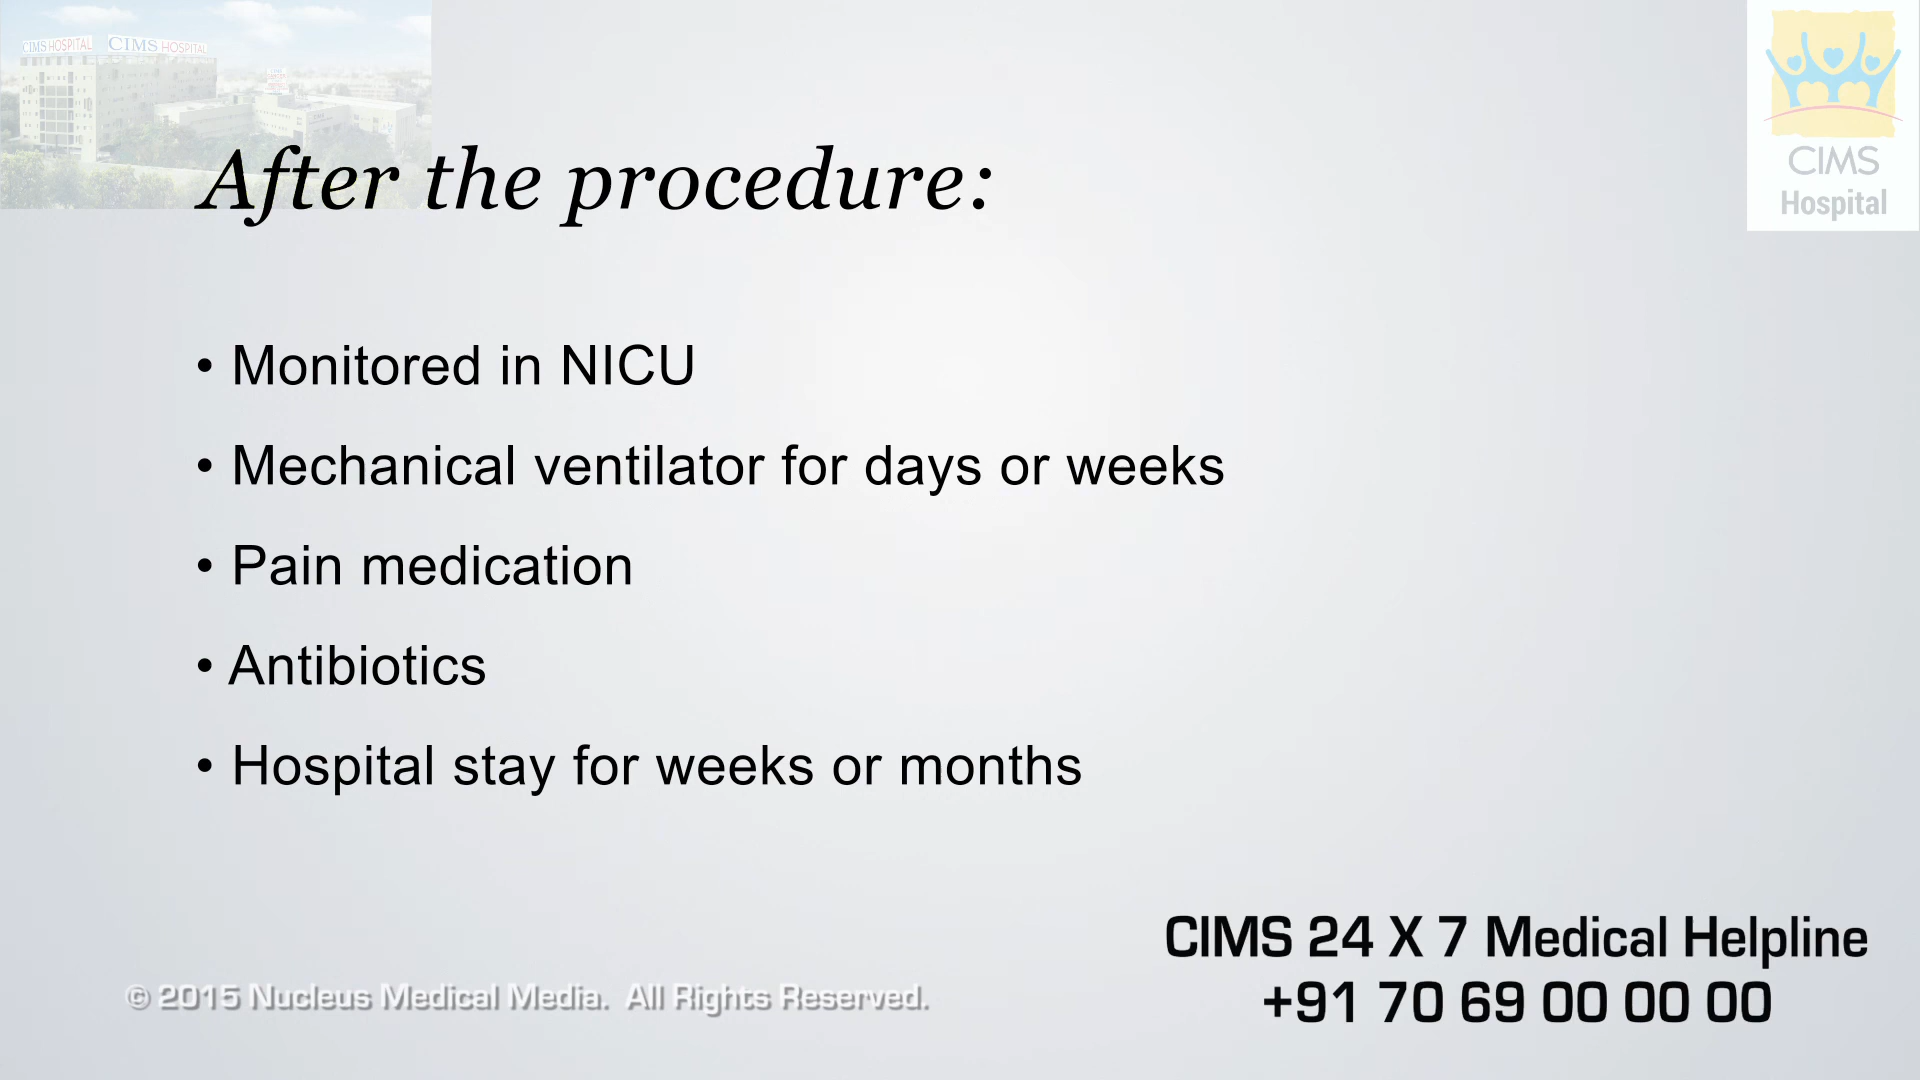 CIMS HOSPITAL CIMS HOSPITAL
CIMS
Hospital
After the procedure:
• Monitored in NICU
• Mechanical ventilator for days or weeks
• Pain medication
• Antibiotics
• Hospital stay for weeks or months
CIMS 24 X 7 Medical Helpline
+91 70 69 00 00 00
© 2015 Nucleus Medical Media. All Rights Reserved.